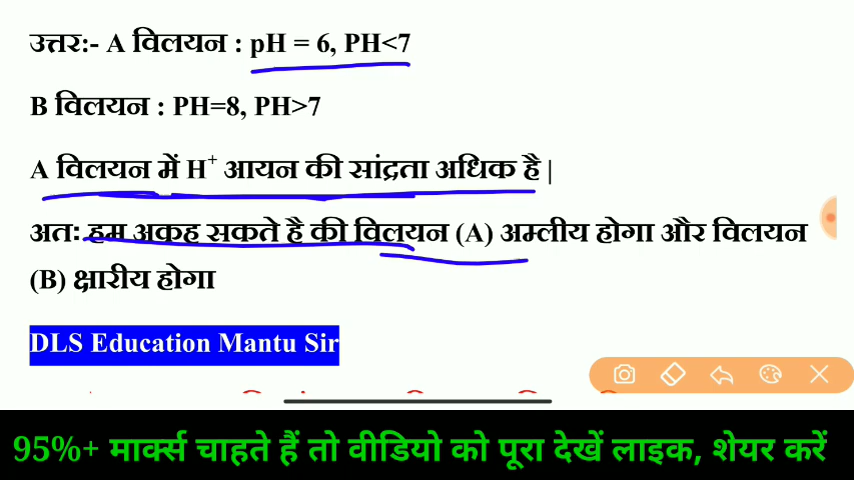 उत्तर:- A विलयन : pH = 6, PH<7
B विलयन : PH=8, PH>7
A विलयन में H⁺ आयन की सांद्रता अधिक है |
अतः हम अकह सकते है की विलयन (A) अम्लीय होगा और विलयन
(B) क्षारीय होगा
DLS Education Mantu Sir
95%+ मार्क्स चाहते हैं तो वीडियो को पूरा देखें लाइक, शेयर करें